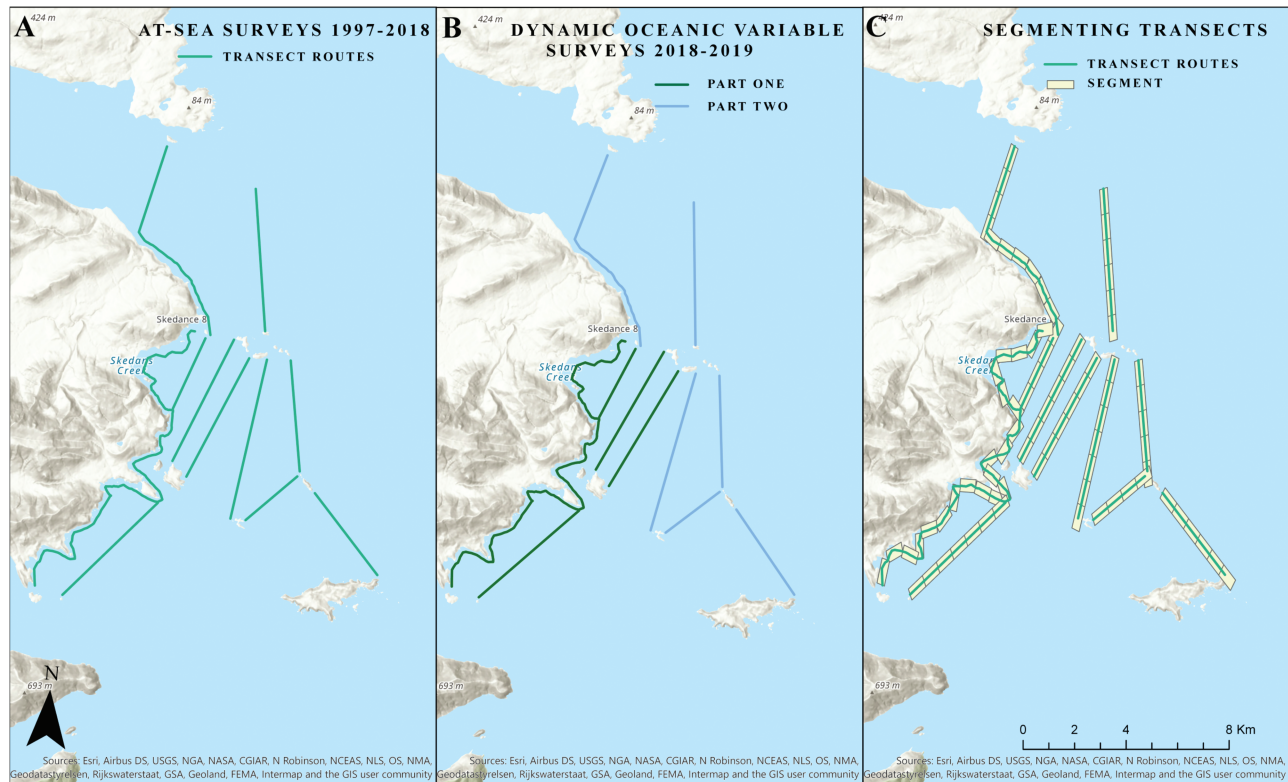 A
AT-SEA SURVEYS 1997-2018
TRANSECT ROUTES
424 m
84 m
Skedance 8
Skedans
Creek
693 m
N
Sources: Esri, Airbus DS, USGS, NGA, NASA, CGIAR, N Robinson, NCEAS, NLS, OS, NMA,
Geodatastyrelsen, Rijkswaterstaat, GSA, Geoland, FEMA, Intermap and the GIS user community
B
DYNAMIC OCEANIC VARIABLE
SURVEYS 2018-2019
PART ONE
PART TWO
424 m
84 m
Skedance 8
Skedans
Creek
693 m
Sources: Esri, Airbus DS, USGS, NGA, NASA, CGIAR, N Robinson, NCEAS, NLS, OS, NMA,
Geodatastyrelsen, Rijkswaterstaat, GSA, Geoland, FEMA, Intermap and the GIS user community
C
SEGMENTING TRANSECTS
TRANSECT ROUTES
SEGMENT
424 m
84 m
Skedance
Skedans
Creek
693 m
0 2 4 8 Km
Sources: Esri, Airbus DS, USGS, NGA, NASA, CGIAR, N Robinson, NCEAS, NLS, OS, NMA,
Geodatastyrelsen, Rijkswaterstaat, GSA, Geoland, FEMA, Intermap and the GIS user community